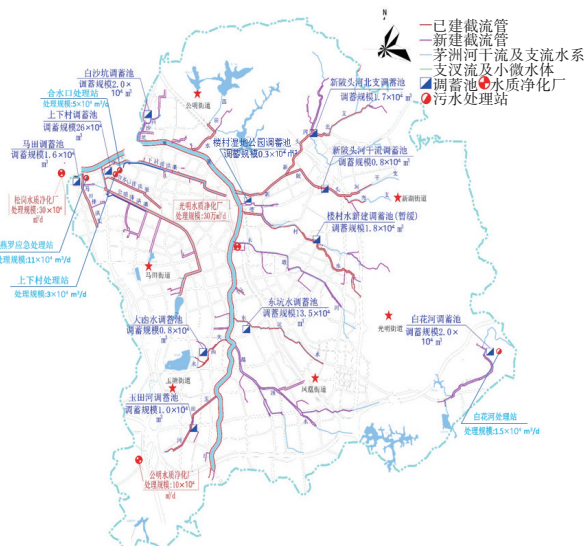 N
已建截流管
新建截流管
茅洲河干流及支流水系
支汊流及小微水体
调蓄池 水质净化厂
污水处理站
白沙坑调蓄池
调蓄规模2.0×
10⁴ m³
合水口处理站
处理规模:5×10⁴ m³/d
上下村调蓄池
调蓄规模26×10⁴
m³
马田调蓄池
调蓄规模1.6×10⁴
m³
公明街道
新陂头河北支调蓄池
调蓄规模1.7×10⁴ m³
楼村湿地公园调蓄池
调蓄规模0.3×10⁴ m³
新陂头河干流调蓄池
调蓄规模0.8×10⁴ m³
新湖街道
松岗水质净化厂
处理规模:30×10⁴
m³/d
光明水质净化厂
处理规模:30万m³/d
楼村水新建调蓄池(暂缓)
调蓄规模1.8×10⁴ m³
燕罗应急处理站
处理规模:11×10⁴ m³/d
上下村处理站
处理规模:3×10⁴ m³/d
马田街道
大凼水调蓄池
调蓄规模0.8×10⁴
m³
东坑水调蓄池
调蓄规模13.5×10⁴
m³
光明街道
白花河调蓄池
调蓄规模2.0×
10⁴ m³
玉塘街道
凤凰街道
玉田河调蓄池
调蓄规模1.0×10⁴
m³
白花河处理站
处理规模:1.5×10⁴ m³/d
公明水质净化厂
处理规模:10×10⁴
m³/d